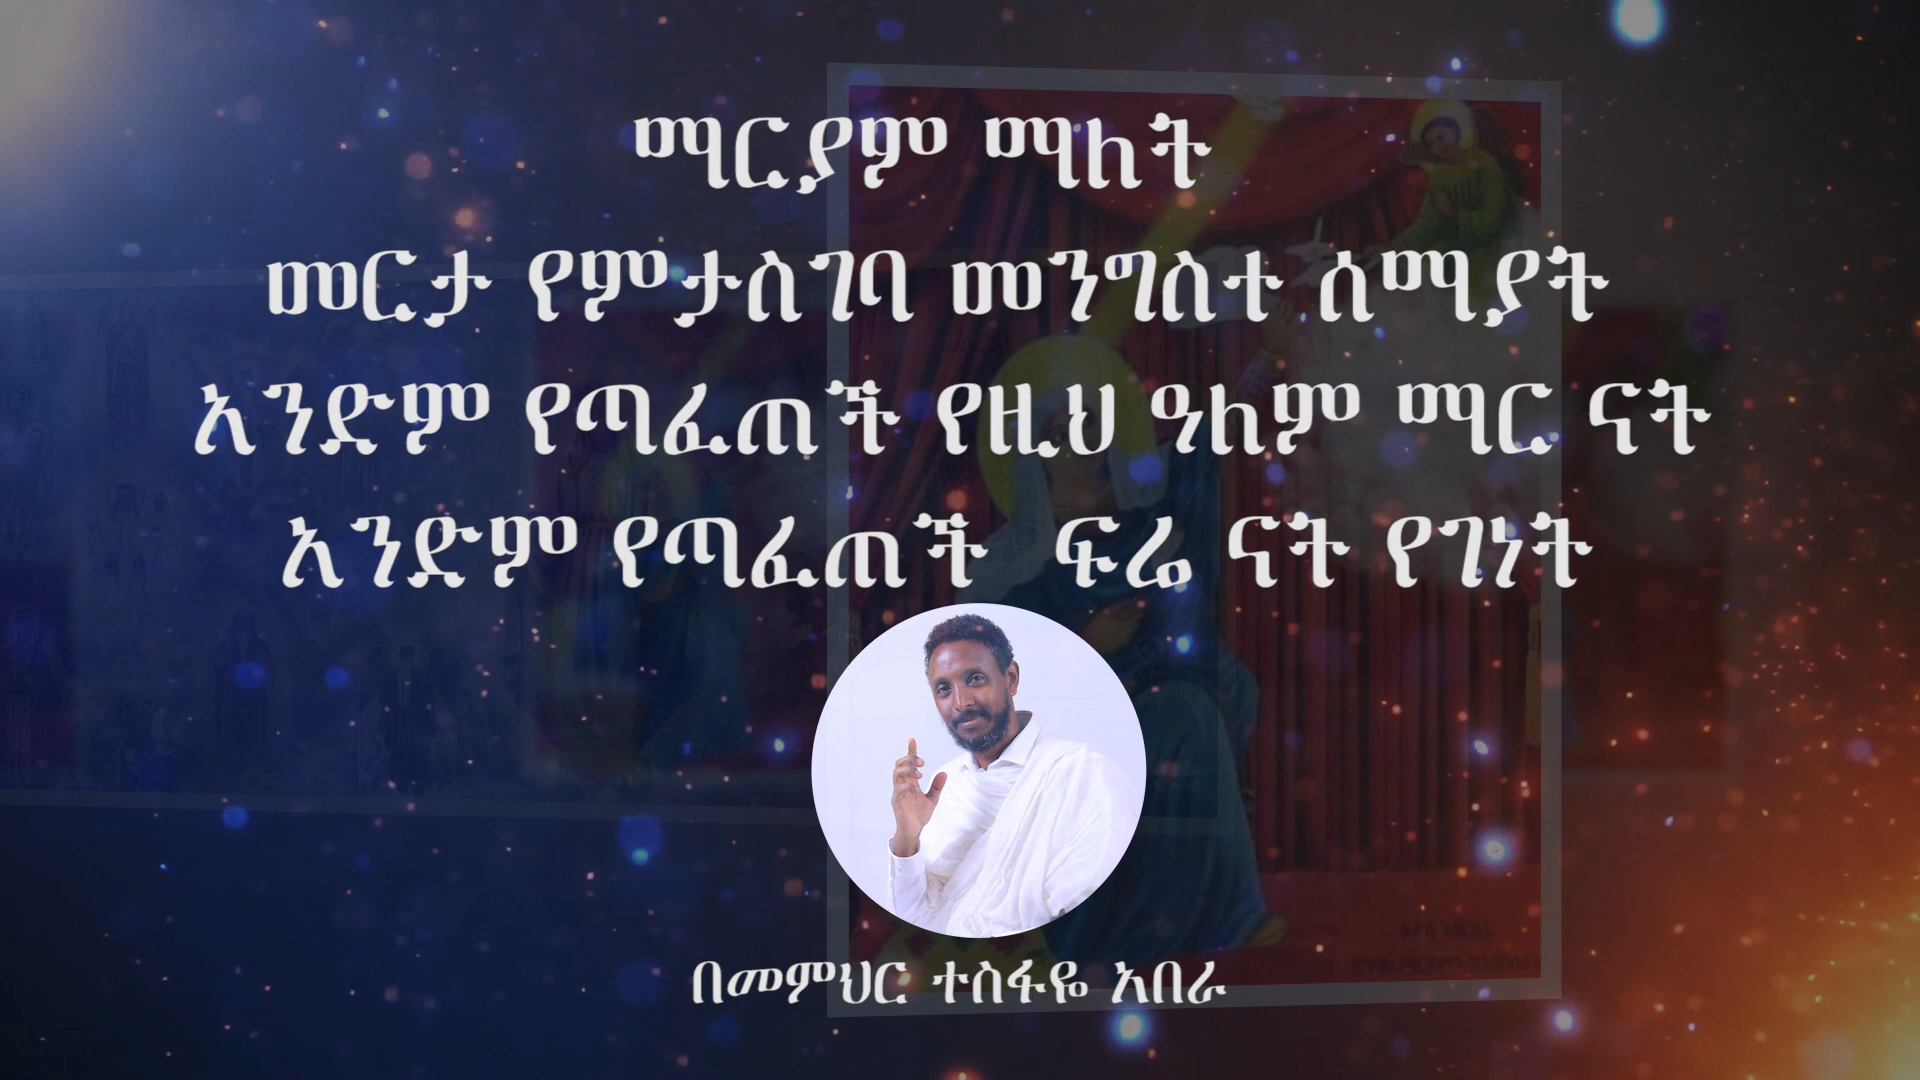 ማርያም ማለት
መርታ የምታስገባ መንግስተ ሰማያት
አንድም የጣፈጠች የዚህ ዓለም ማር ናት
አንድም የጣፈጠች ፍሬ ናት የገነት
በመምህር ተስፋዬ አበራ